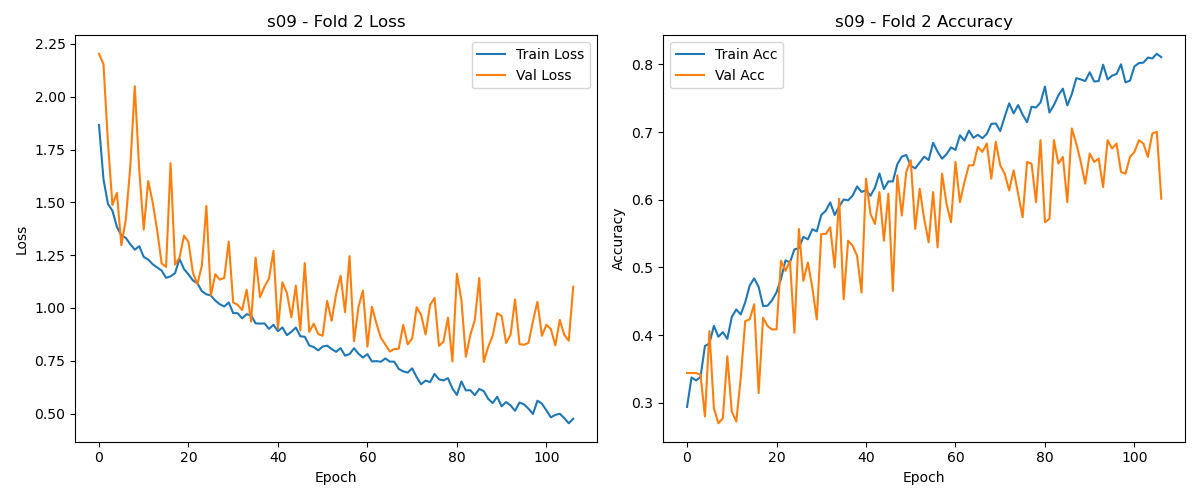 s09 - Fold 2 Loss
Train Loss
Val Loss
2.25
2.00
1.75
1.50
1.25
1.00
0.75
0.50
Loss
0 20 40 60 80 100
Epoch
s09 - Fold 2 Accuracy
Train Acc
Val Acc
0.8
0.7
0.6
0.5
0.4
0.3
Accuracy
0 20 40 60 80 100
Epoch